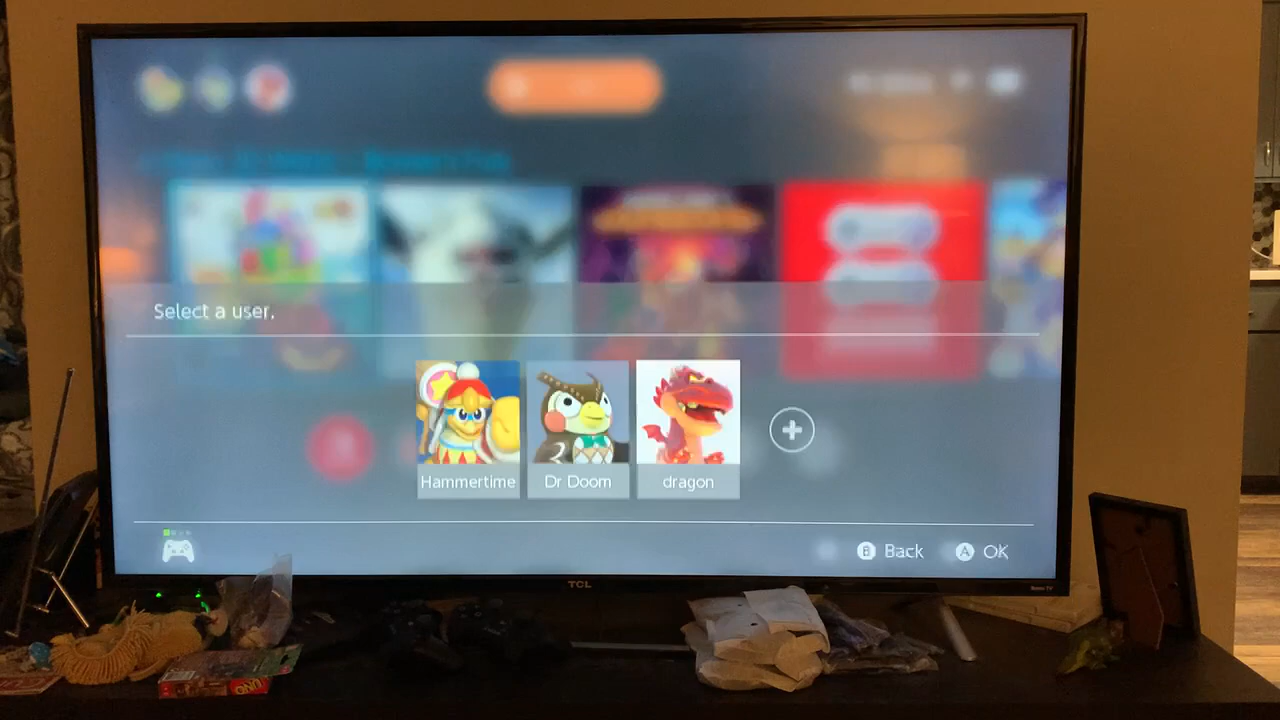 Select a user.
Hammertime
Dr Doom
dragon
B Back
A OK
TCL
UNO